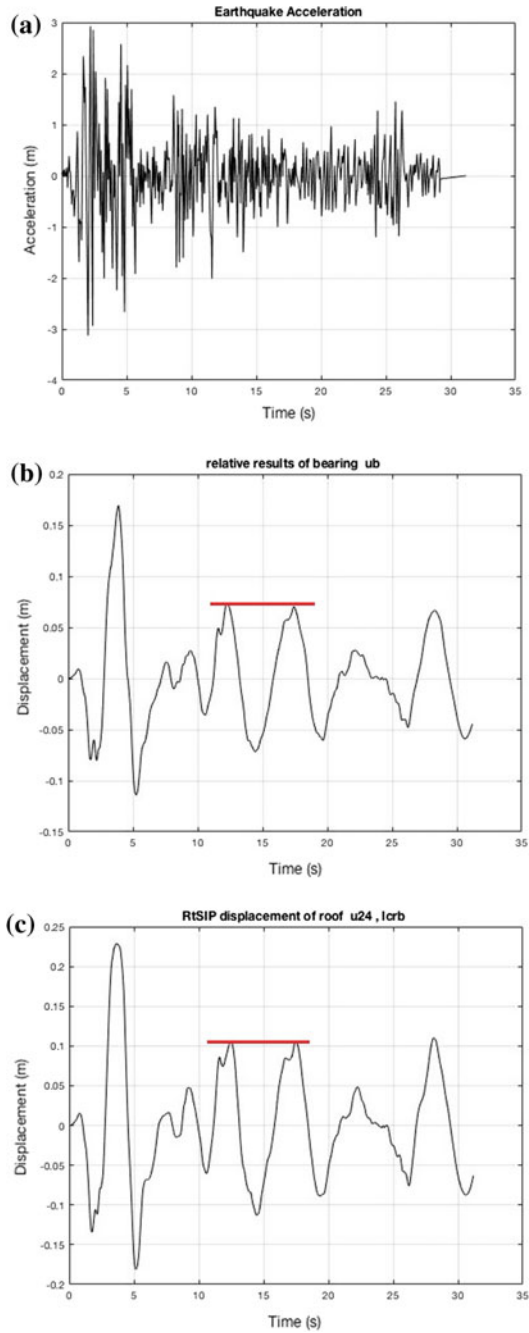 (a)
Earthquake Acceleration
3
2
1
0
-1
-2
-3
-4
Acceleration (m)
0 5 10 15 20 25 30 35
Time (s)
(b)
relative results of bearing ub
0.2
0.15
0.1
0.05
0
-0.05
-0.1
-0.15
Displacement (m)
0 5 10 15 20 25 30 35
Time (s)
(c)
RtSIP displacement of roof u24 , lcrb
0.25
0.2
0.15
0.1
0.05
0
-0.05
-0.1
-0.15
-0.2
Displacement (m)
0 5 10 15 20 25 30 35
Time (s)